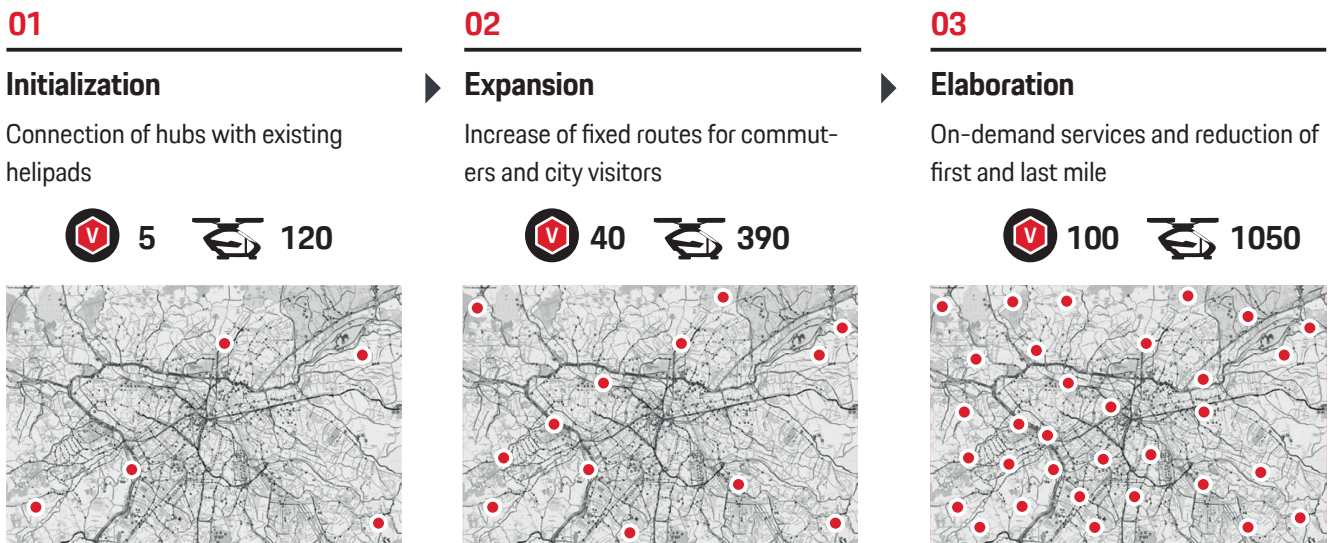 01
Initialization
Connection of hubs with existing
helipads
V 5 120
02
Expansion
Increase of fixed routes for commut-
ers and city visitors
V 40 390
03
Elaboration
On-demand services and reduction of
first and last mile
V 100 1050